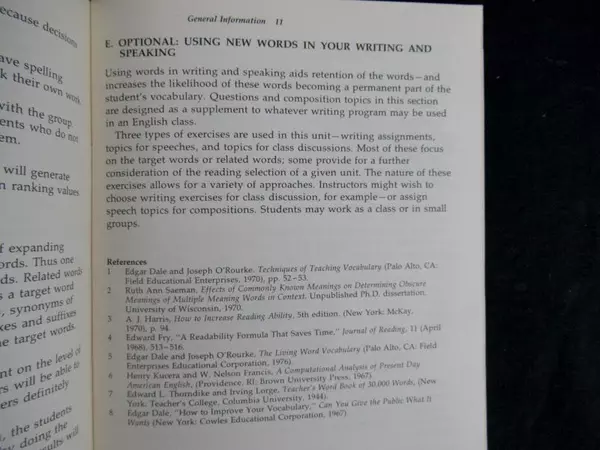 ecause decisions
ave spelling
k their own work
with the group.
ents who do not
em.
will generate
n ranking values
of expanding
ords. Thus one
ds. Related words
s a target word
, synonyms of
xes and suffixes
e target words.
nt on the level of
rs will be able to
ers definitely
, the students
y doing the
sults will
General Information 11
E. OPTIONAL: USING NEW WORDS IN YOUR WRITING AND
SPEAKING
Using words in writing and speaking aids retention of the words—and
increases the likelihood of these words becoming a permanent part of the
student's vocabulary. Questions and composition topics in this section
are designed as a supplement to whatever writing program may be used
in an English class.
Three types of exercises are used in this unit—writing assignments,
topics for speeches, and topics for class discussions. Most of these focus
on the target words or related words; some provide for a further
consideration of the reading selection of a given unit. The nature of these
exercises allows for a variety of approaches. Instructors might wish to
choose writing exercises for class discussion, for example—or assign
speech topics for compositions. Students may work as a class or in small
groups.
References
1 Edgar Dale and Joseph O'Rourke. Techniques of Teaching Vocabulary (Palo Alto, CA:
Field Educational Enterprises, 1970), pp. 52–53.
2 Ruth Ann Saeman. Effects of Commonly Known Meanings on Determining Obscure
Meanings of Multiple Meaning Words in Context. Unpublished Ph.D. dissertation,
University of Wisconsin, 1970.
3 A. J. Harris, How to Increase Reading Ability, 5th edition. (New York: McKay,
1970), p. 94.
4 Edward Fry, "A Readability Formula That Saves Time," Journal of Reading, 11 (April
1968), 513–516.
5 Edgar Dale and Joseph O'Rourke, The Living Word Vocabulary (Palo Alto, CA: Field
Enterprises Educational Corporation, 1976).
6 Henry Kucera and W. Nelson Francis, A Computational Analysis of Present Day
American English, (Providence, RI: Brown University Press, 1967).
7 Edward L. Thorndike and Irving Lorge, Teacher's Word Book of 30,000 Words, (New
York: Teacher's College, Columbia University, 1944).
8 Edgar Dale, "How to Improve Your Vocabulary," Can You Give the Public What It
Wants (New York: Cowles Educational Corporation, 1967).